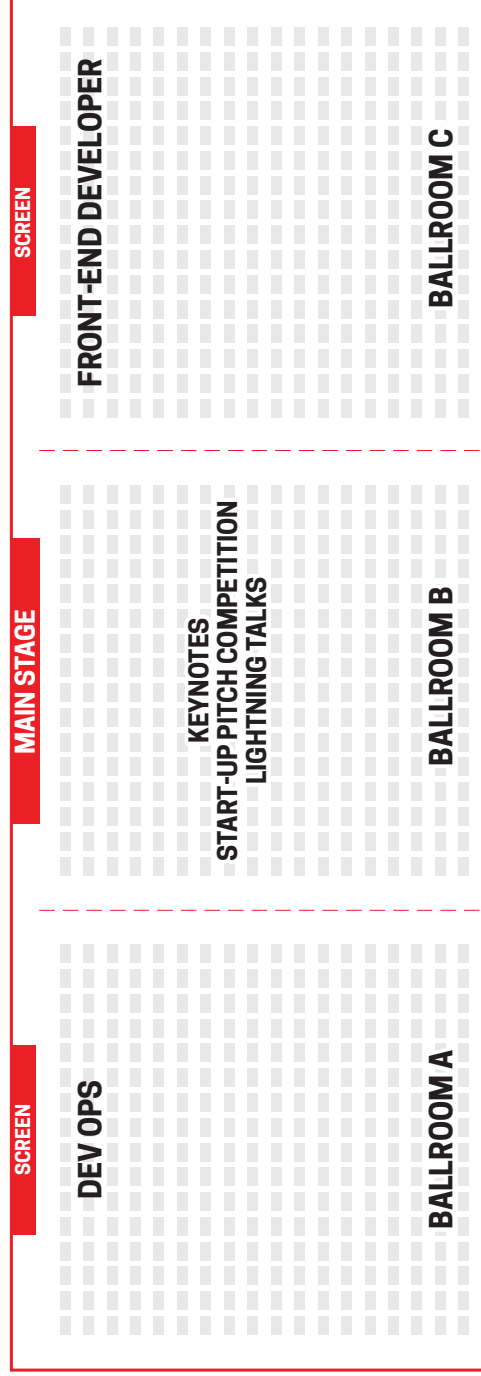 SCREEN
DEV OPS
BALLROOM A
MAIN STAGE
KEYNOTES
START-UP PITCH COMPETITION
LIGHTNING TALKS
BALLROOM B
SCREEN
FRONT-END DEVELOPER
BALLROOM C